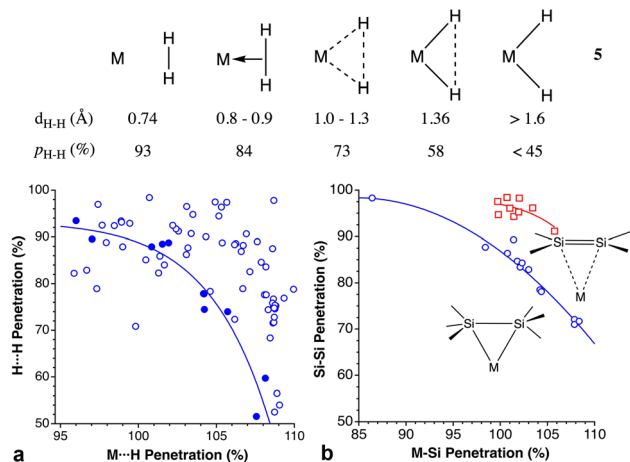 M H H
M H H
M H H
M H H
M H H
5
d_H-H (Å) 0.74 0.8 - 0.9 1.0 - 1.3 1.36 > 1.6
p_H-H (%) 93 84 73 58 < 45
100
90
80
70
60
50
H···H Penetration (%)
95 100 105 110
M···H Penetration (%)
a
100
95
90
85
80
75
70
65
50
Si-Si Penetration (%)
Si Si
M
Si Si
M
85 90 95 100 105 110
M-Si Penetration (%)
b